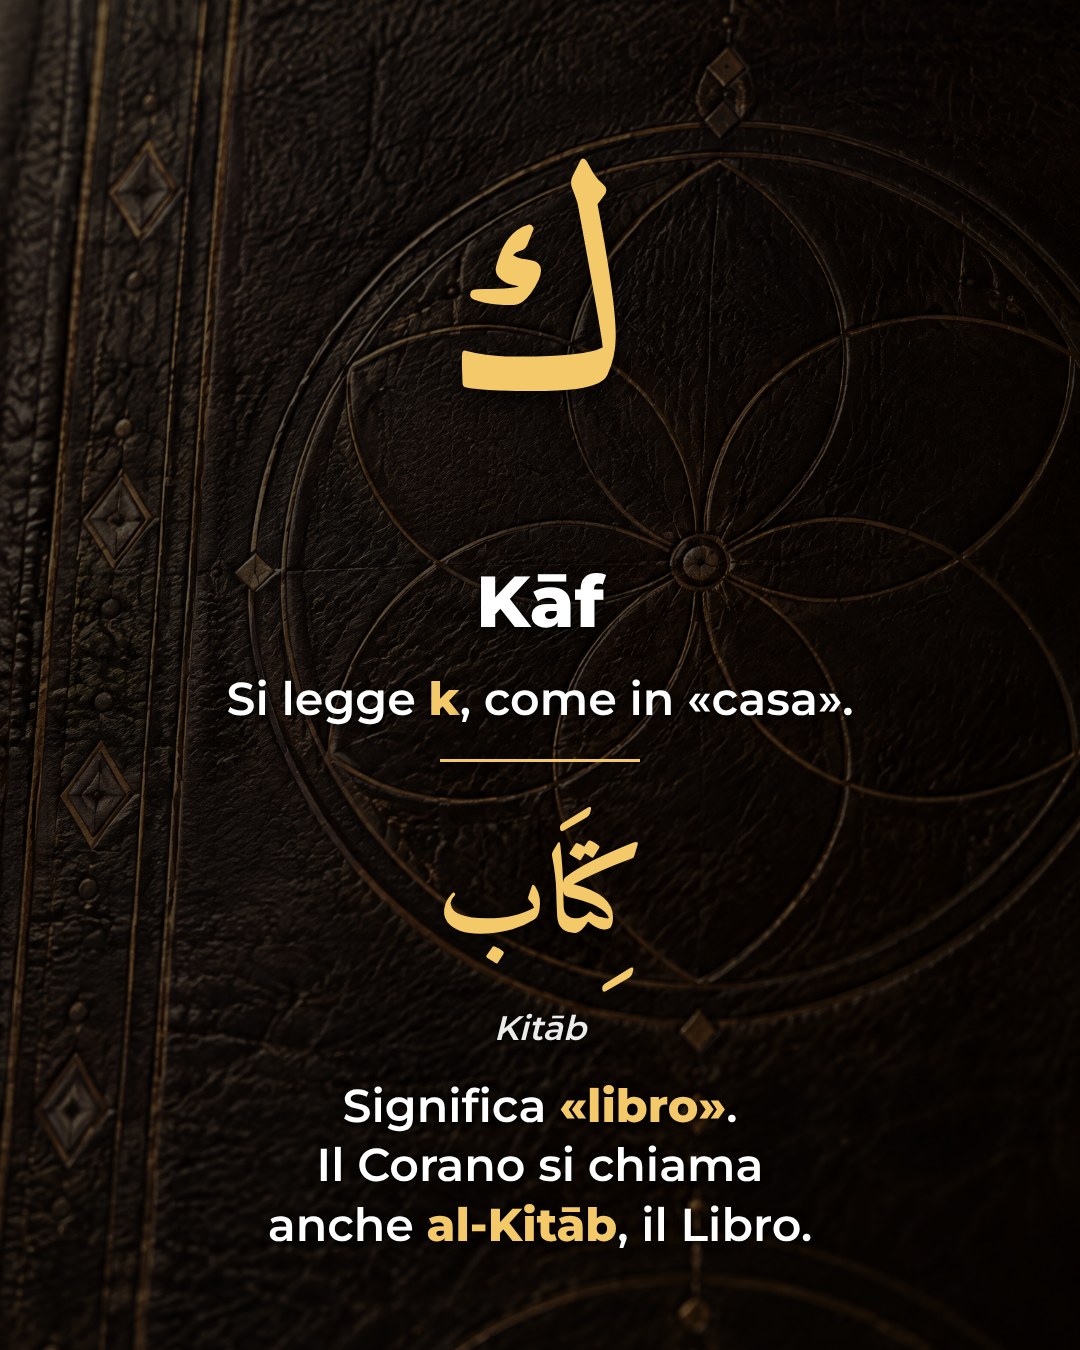 ك
Kāf
Si legge k, come in «casa».
كِتَاب
Kitāb
Significa «libro».
Il Corano si chiama
anche al-Kitāb, il Libro.